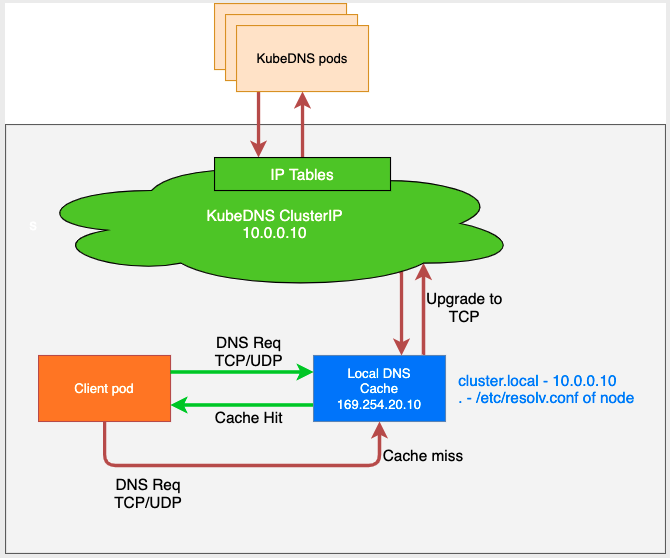 KubeDNS pods
IP Tables
KubeDNS ClusterIP
10.0.0.10
s
Upgrade to
TCP
DNS Req
TCP/UDP
Client pod
Local DNS
Cache
169.254.20.10
cluster.local - 10.0.0.10
. - /etc/resolv.conf of node
Cache Hit
Cache miss
DNS Req
TCP/UDP